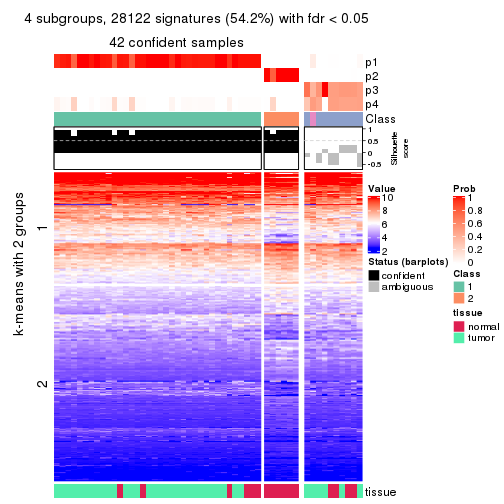 4 subgroups, 28122 signatures (54.2%) with fdr < 0.05
42 confident samples
p1
p2
p3
p4
Class
1
0.5
0
-0.5
Silhouette
score
k-means with 2 groups
1
2
Value
10
8
6
4
2
Status (barplots)
confident
ambiguous
Prob
1
0.8
0.6
0.4
0.2
0
Class
1
2
tissue
normal
tumor
tissue